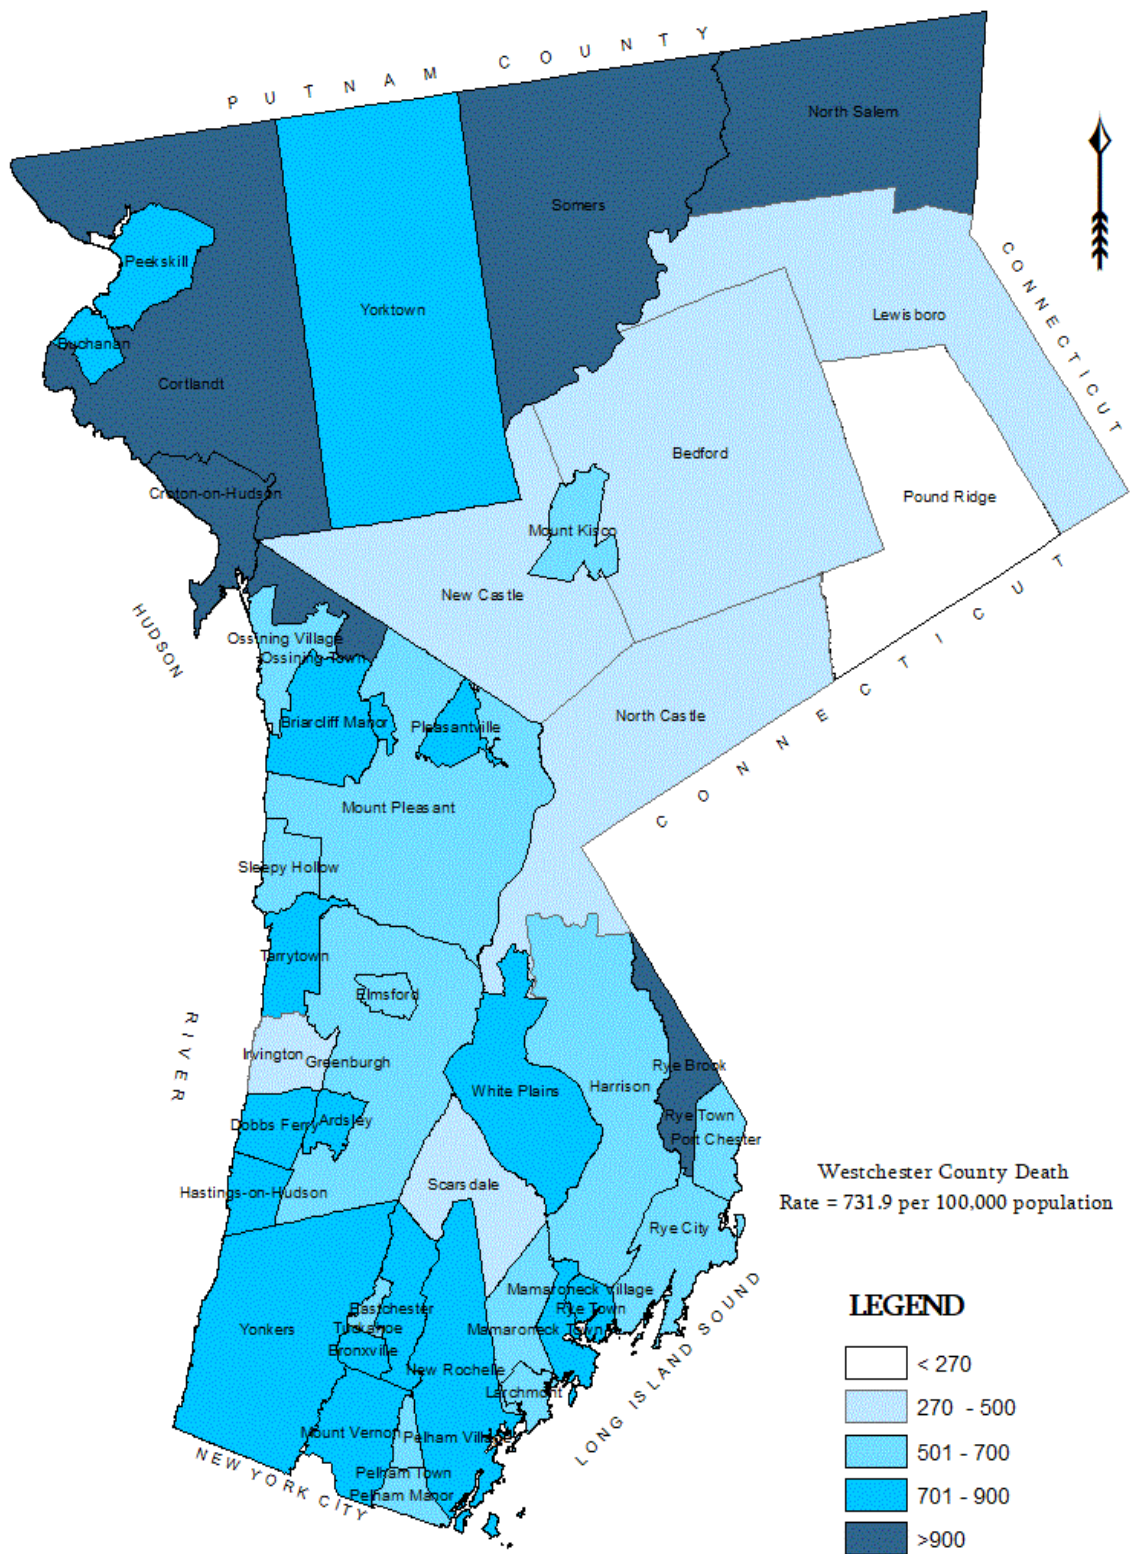 PUTNAM COUNTY
North Salem
Somers
Peekskill
Yorktown
CONNECTICUT
Lewisboro
Buchanan
Cortlandt
Bedford
Croton-on-Hudson
Pound Ridge
Mount Kisco
New Castle
HUDSON
Ossining Village
Ossining Town
CONNECTICUT
North Castle
Briarcliff Manor
Pleasantville
Mount Pleasant
Sleepy Hollow
Tarrytown
Elmsford
RIVER
Irvington
Greenburgh
Rye Brook
White Plains
Harrison
Dobbs Ferry
Ardsley
Rye Town
Port Chester
Westchester County Death
Rate = 731.9 per 100,000 population
Hastings-on-Hudson
Scarsdale
Rye City
Mamaroneck Village
Eastchester
Rye Town
Yonkers
Tuckahoe
Mamaroneck Town
Bronxville
New Rochelle
LONG ISLAND SOUND
Larchmont
Mount Vernon
Pelham Village
NEW YORK CITY
Pelham Town
Pelham Manor
LEGEND
< 270
270 - 500
501 - 700
701 - 900
>900